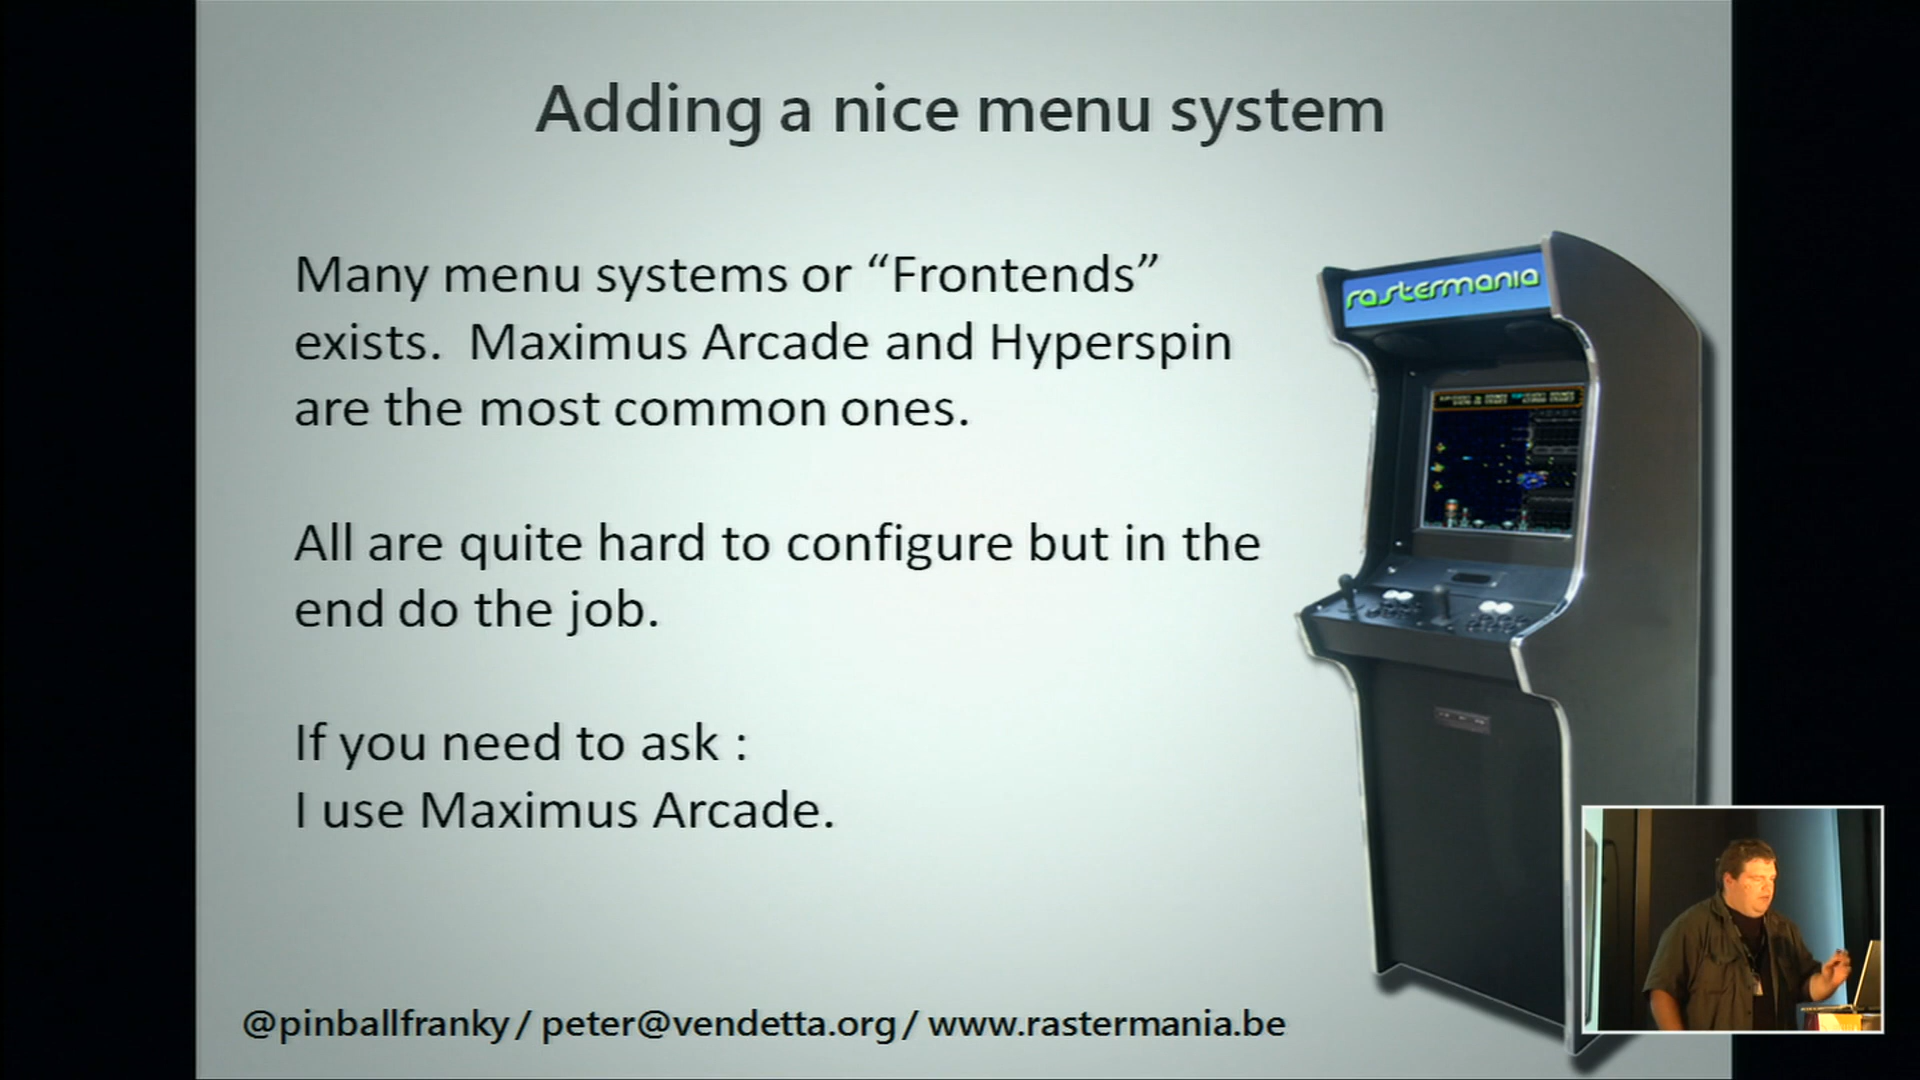 Adding a nice menu system
Many menu systems or “Frontends”
exists. Maximus Arcade and Hyperspin
are the most common ones.
All are quite hard to configure but in the
end do the job.
If you need to ask :
I use Maximus Arcade.
rastermania
@pinballfranky / peter@vendetta.org / www.rastermania.be